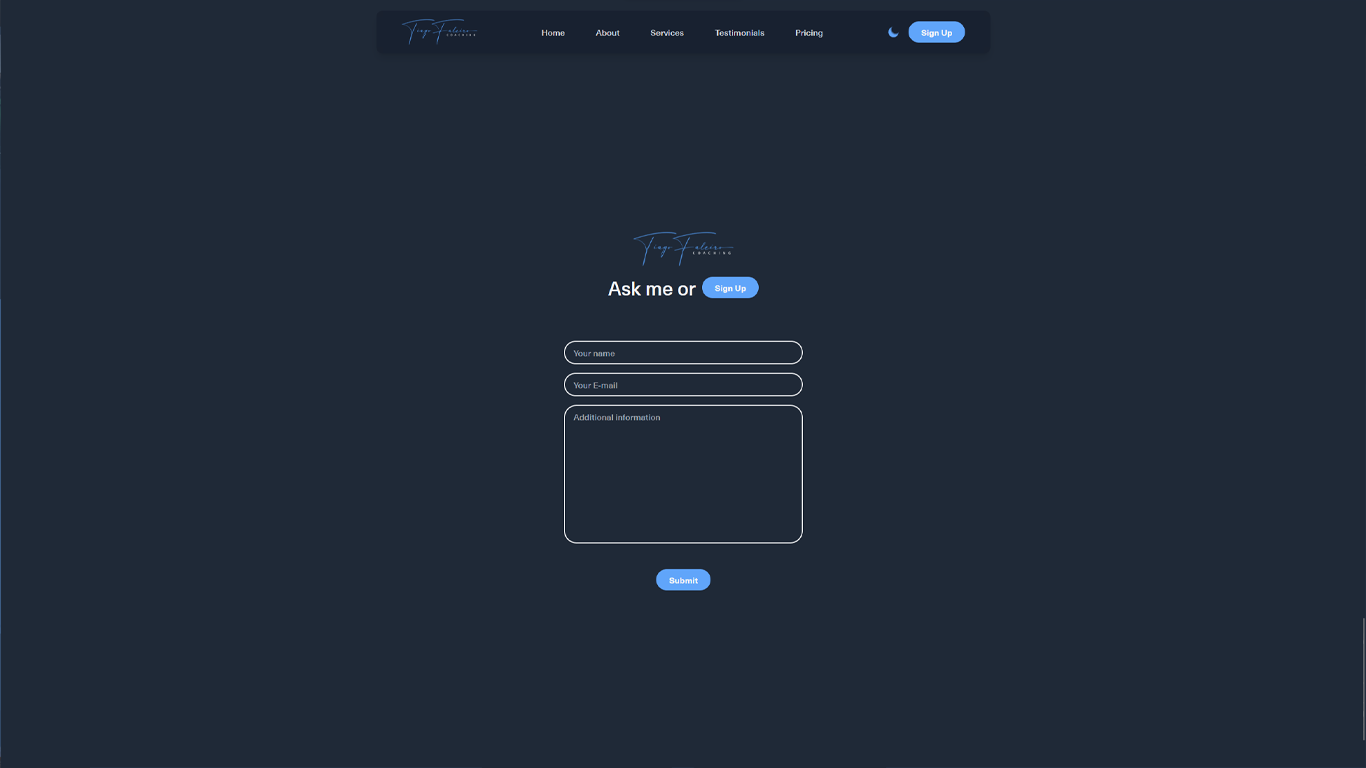 Tiago Faleiro
COACHING
Home About Services Testimonials Pricing Sign Up
Tiago Faleiro
COACHING
Ask me or Sign Up
Your name
Your E-mail
Additional information
Submit